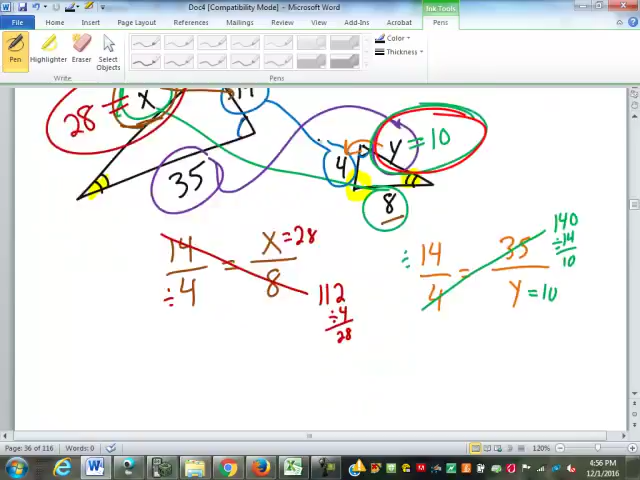 Doc4 [Compatibility Mode] - Microsoft Word
Ink Tools
File
Home
Insert
Page Layout
References
Mailings
Review
View
Add-Ins
Acrobat
Pens
Pen
Highlighter
Eraser
Select Objects
Color
Thickness
Write
Pens
28 = x
14
35
4
y = 10
8
14/4 = x/8
=28
÷
112
÷4
28
÷
14/4 = 35/y
=10
140
÷14
10
Page: 36 of 116
Words: 0
120%
4:56 PM
12/1/2016